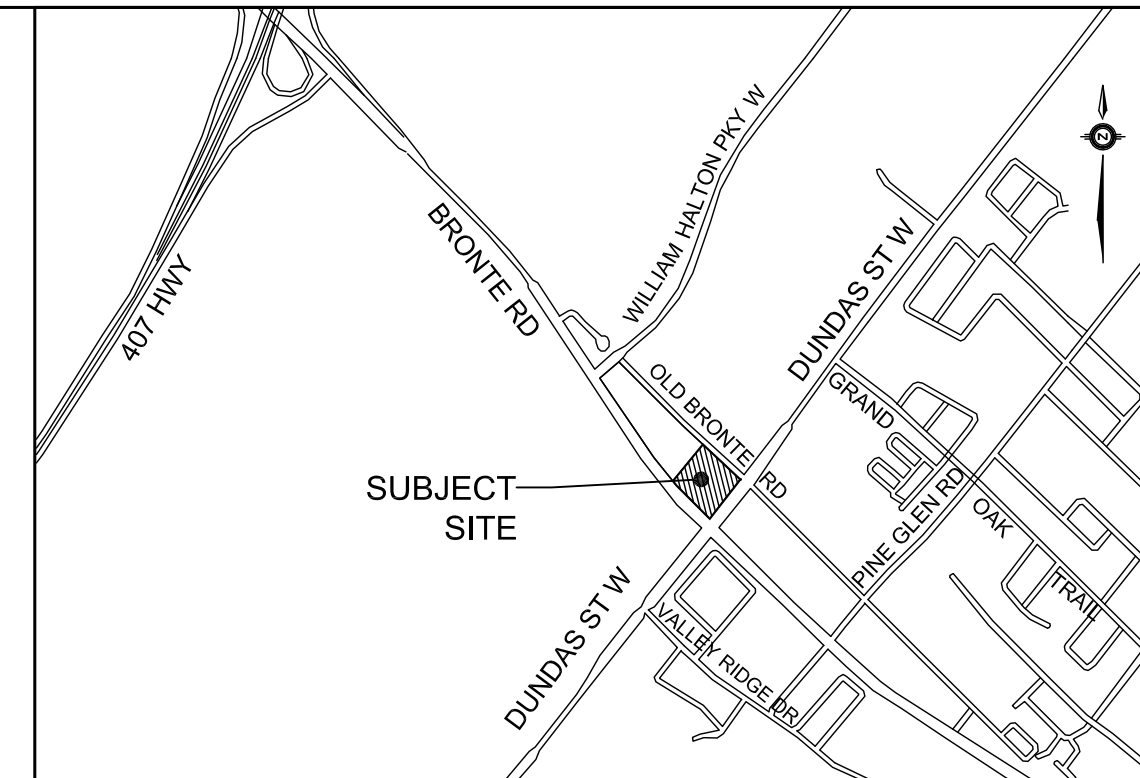 WILLIAM HALTON PKY W
BRONTE RD
407 HWY
DUNDAS ST W
N
OLD BRONTE RD
GRAND OAK TRAIL
SUBJECT
SITE
PINE GLEN RD
DUNDAS ST W
VALLEY RIDGE DR